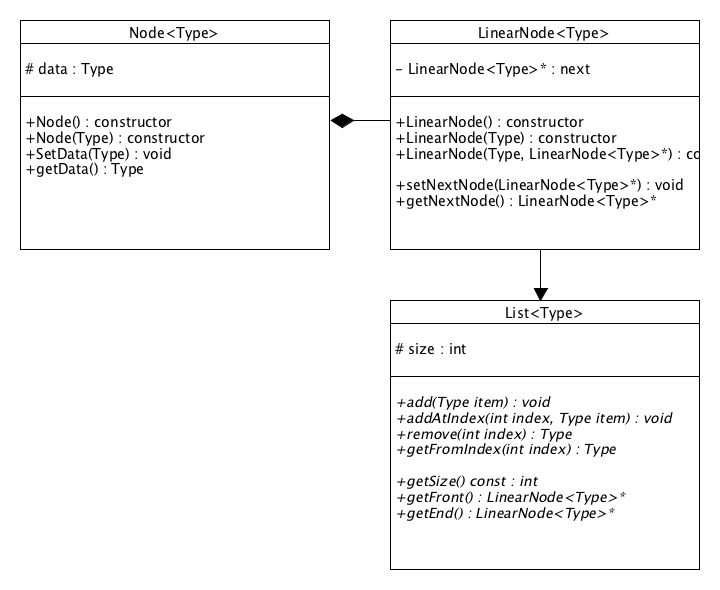 Node<Type>
# data : Type
+Node() : constructor
+Node(Type) : constructor
+SetData(Type) : void
+getData() : Type
LinearNode<Type>
- LinearNode<Type>* : next
+LinearNode() : constructor
+LinearNode(Type) : constructor
+LinearNode(Type, LinearNode<Type>*) : co
+setNextNode(LinearNode<Type>*) : void
+getNextNode() : LinearNode<Type>*
List<Type>
# size : int
+add(Type item) : void
+addAtIndex(int index, Type item) : void
+remove(int index) : Type
+getFromIndex(int index) : Type
+getSize() const : int
+getFront() : LinearNode<Type>*
+getEnd() : LinearNode<Type>*